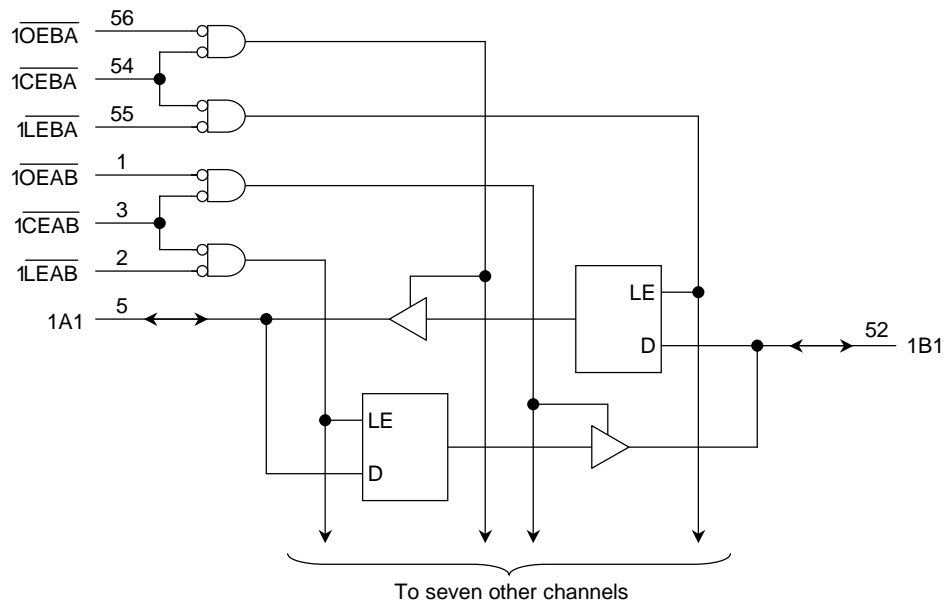 56
1OEBA
54
1CEBA
55
1LEBA
1
1OEAB
3
1CEAB
2
1LEAB
5
1A1
LE
D
52
1B1
LE
D
To seven other channels